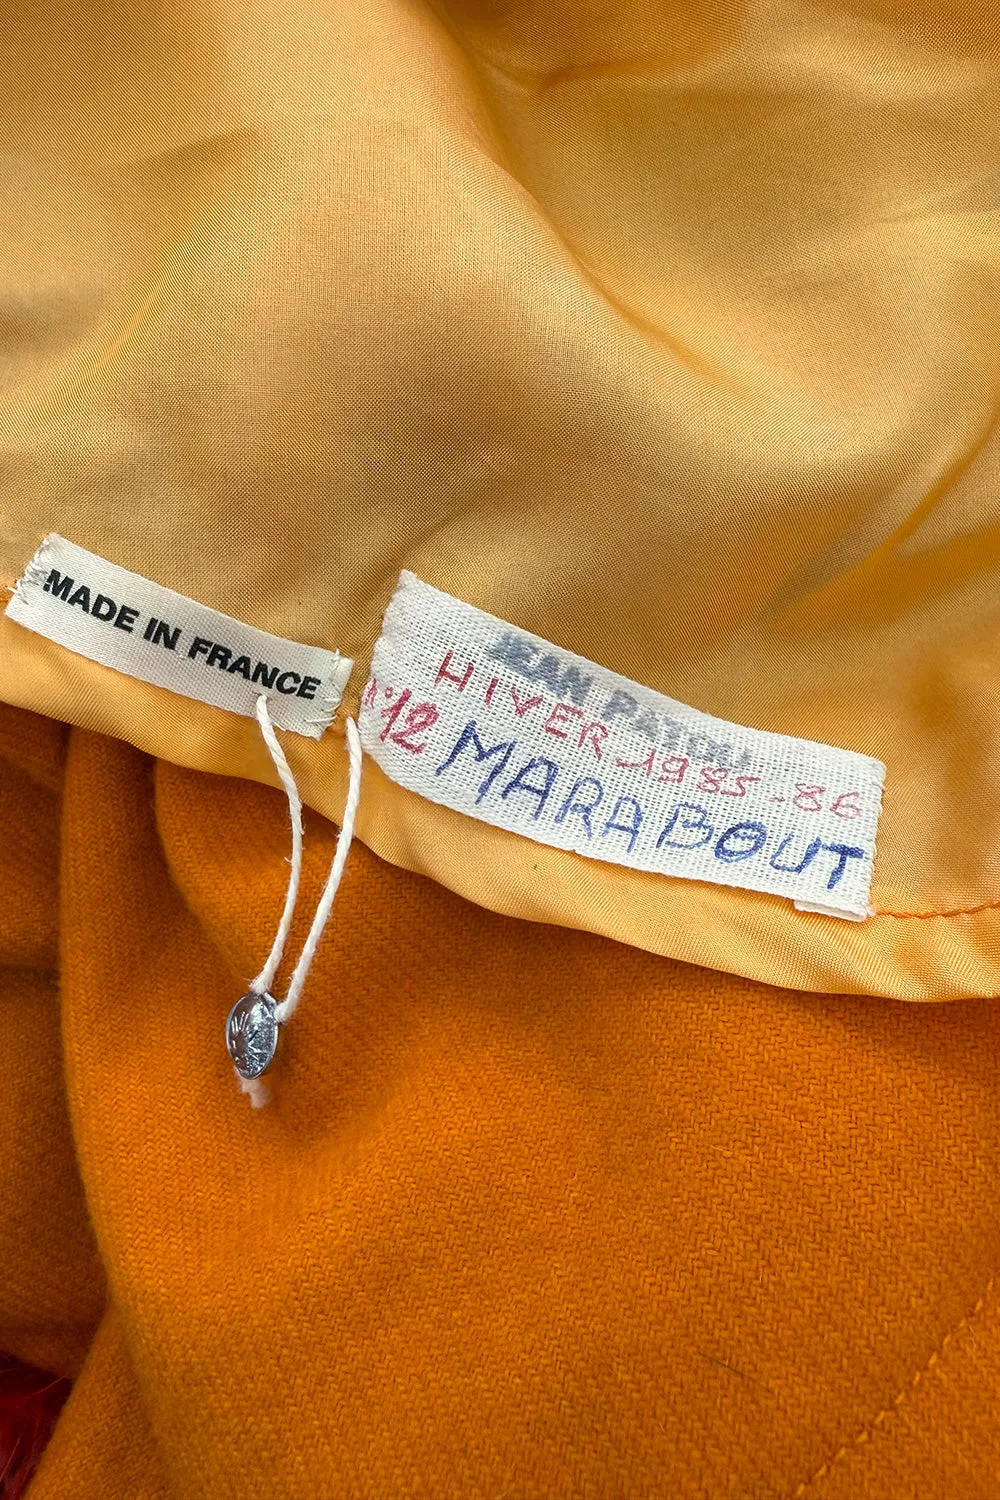 MADE IN FRANCE
JEAN PATOU
HIVER 1985-86
N°12 MARABOUT